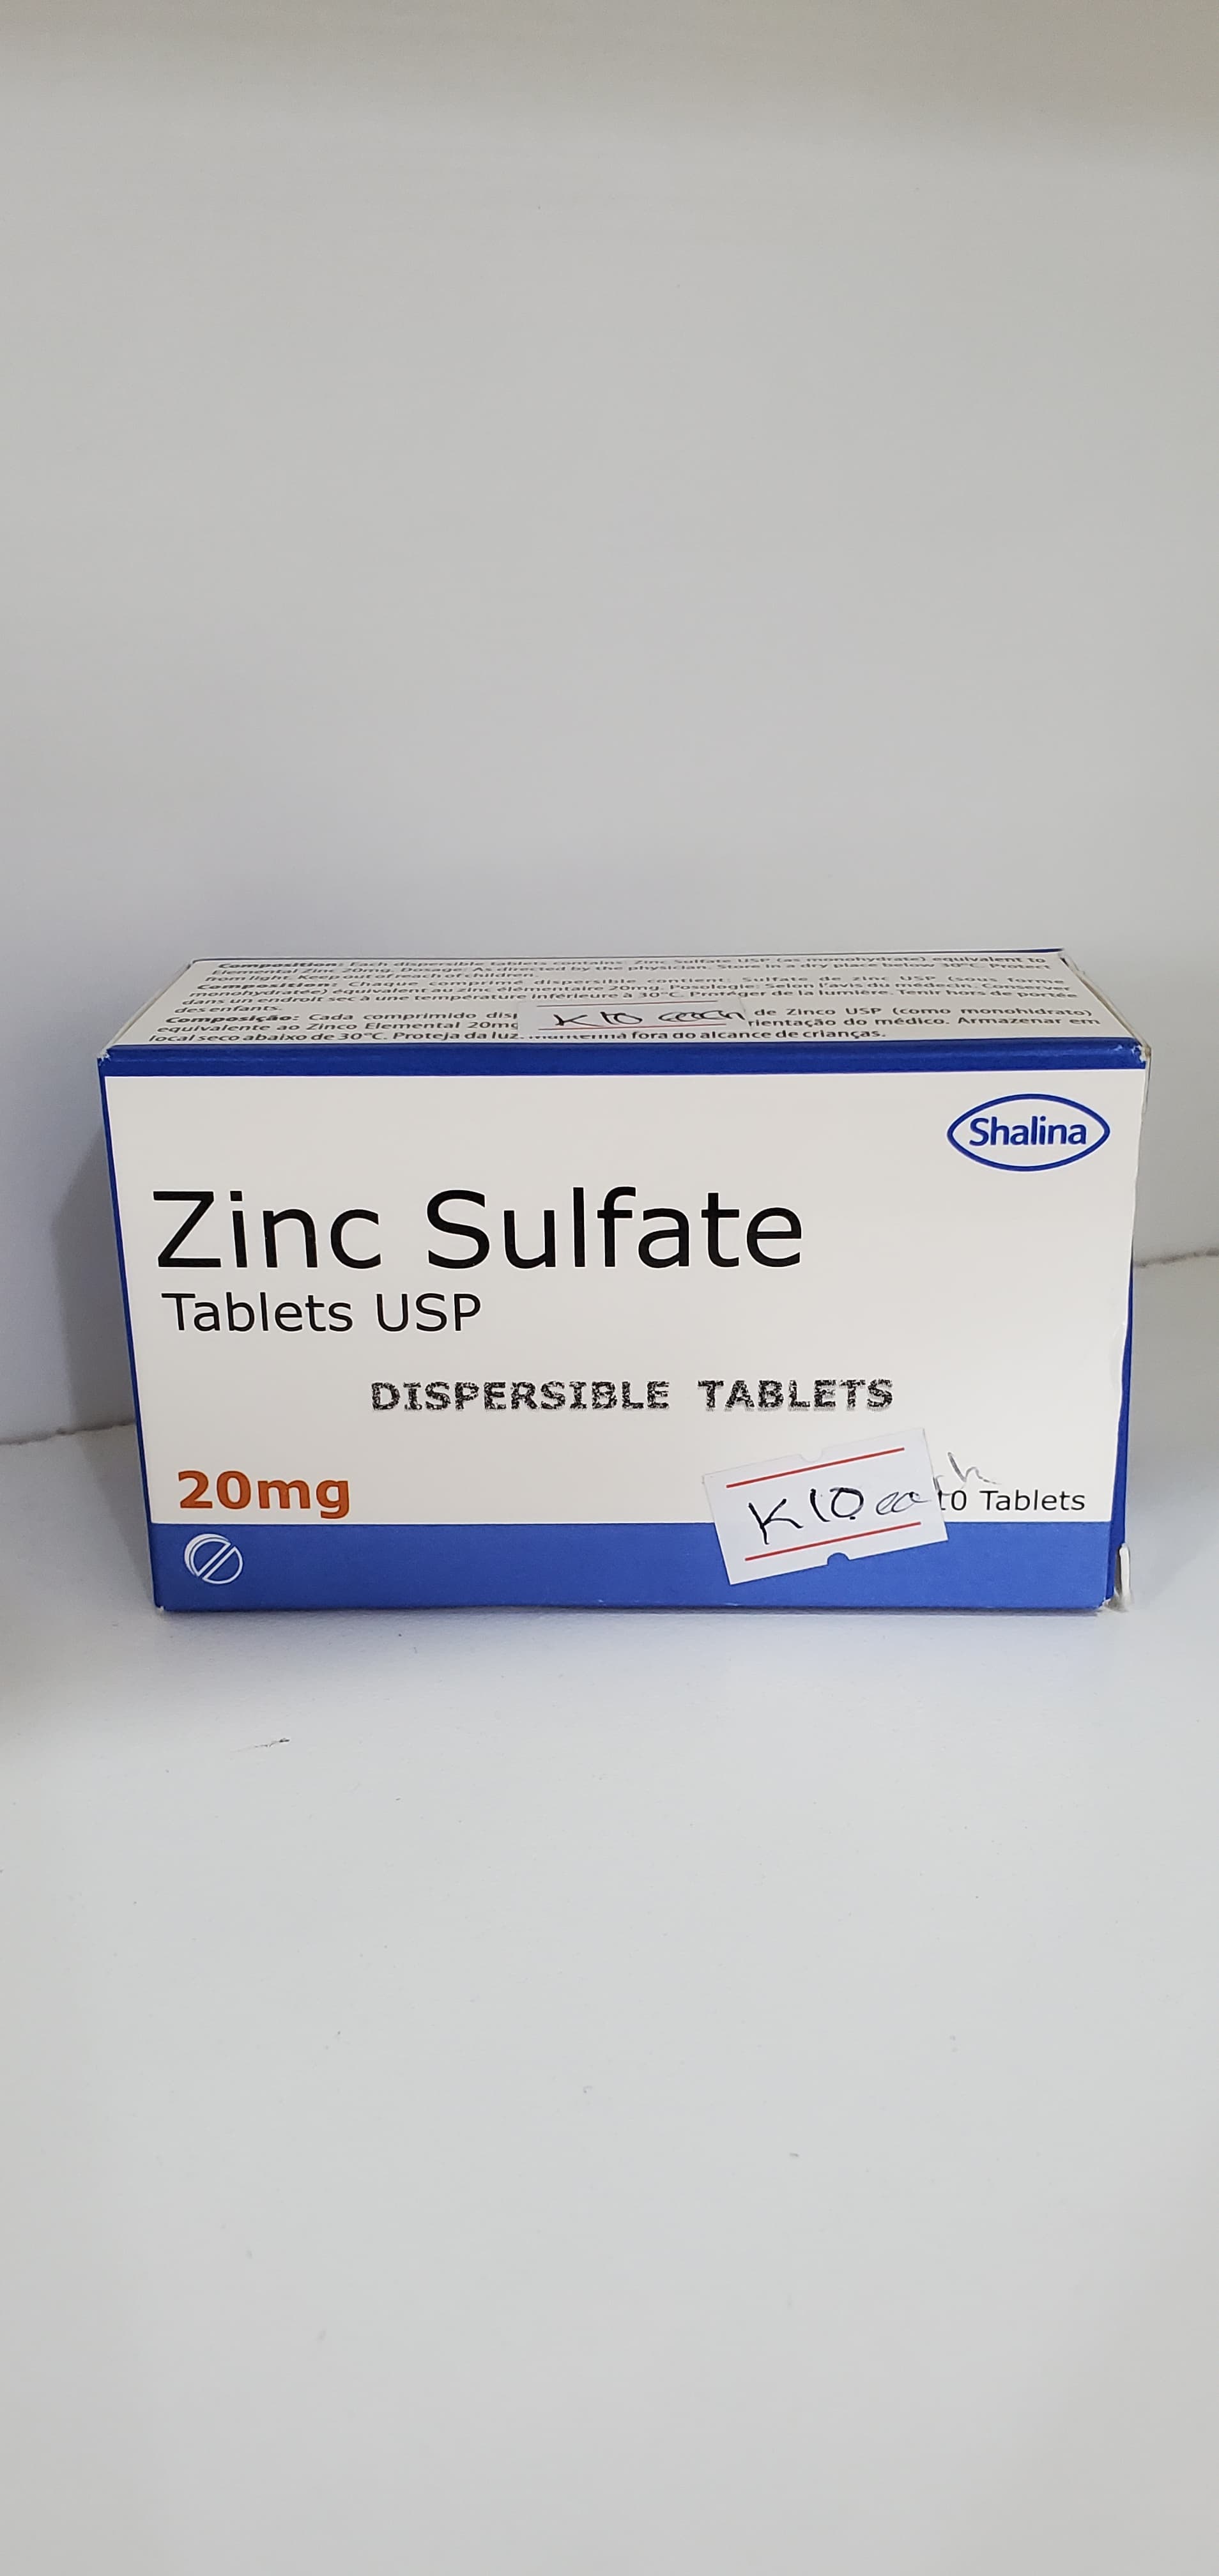 Composition: Each dispersible tablets contains: Zinc Sulfate USP (as monohydrate) equivalent to
Elemental Zinc 20mg. Dosage: As directed by the physician. Store in a dry place below 30°C. Protect
from light. Keep out of reach of children.
Composition: Chaque comprimé dispersible contient: Sulfate de zinc USP (sous forme
monohydratée) équivalent au zinc élémentaire 20mg. Posologie: Selon l'avis du médecin. Conserver
dans un endroit sec à une température inférieure à 30°C. Protéger de la lumière. Tenir hors de portée
des enfants.
Composição: Cada comprimido de Zinco USP (como monohidrato)
equivalente ao Zinco Elemental 20mg do médico. Armazenar em
local seco abaixo de 30°C. Proteja da luz. fora do alcance de crianças.
K10 each
Shalina
Zinc Sulfate
Tablets USP
DISPERSIBLE TABLETS
20mg
K10 each
10 Tablets